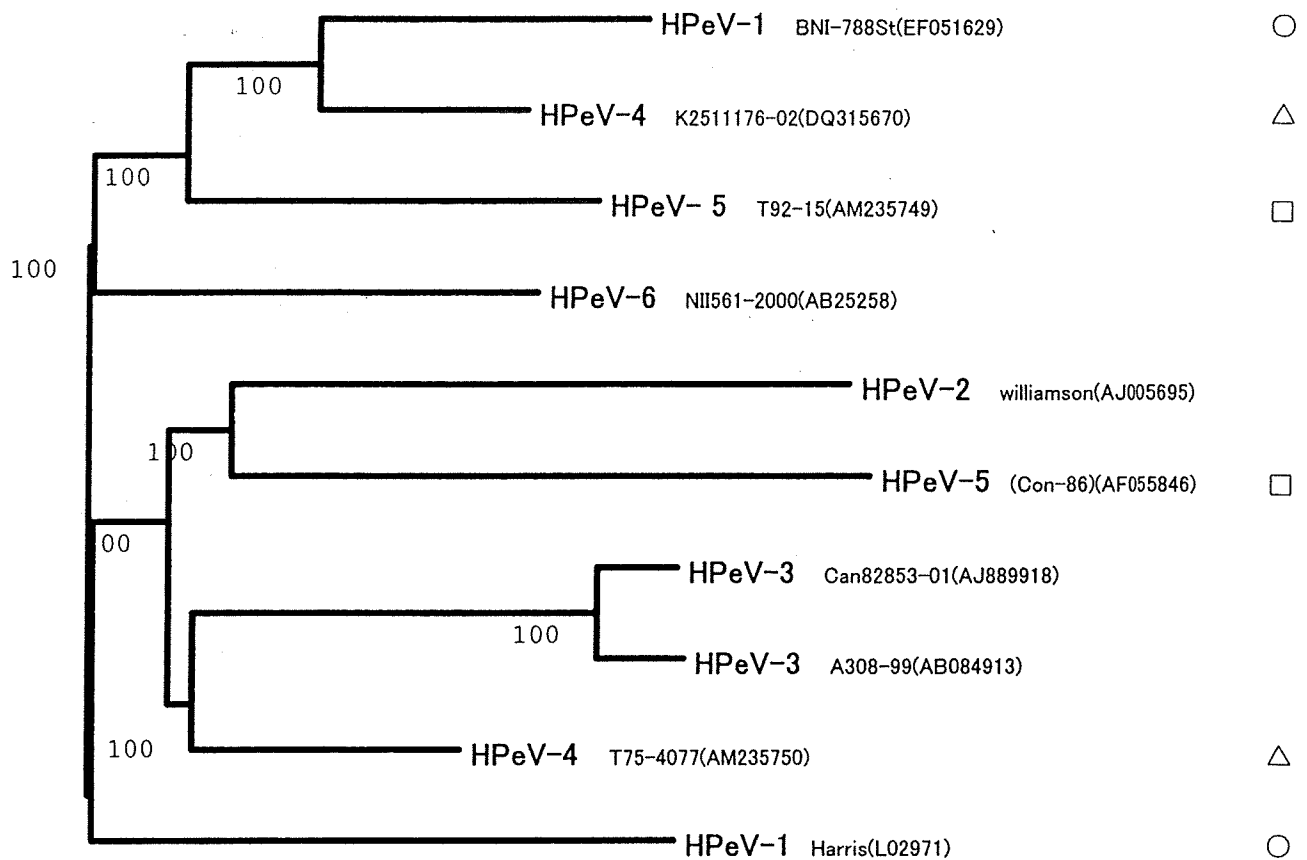 HPeV-1 BNI-788St(EF051629) ○
100
HPeV-4 K2511176-02(DQ315670) △
100
HPeV- 5 T92-15(AM235749) □
100
HPeV-6 NII561-2000(AB25258)
HPeV-2 williamson(AJ005695)
100
HPeV-5 (Con-86)(AF055846) □
00
HPeV-3 Can82853-01(AJ889918)
100
HPeV-3 A308-99(AB084913)
100
HPeV-4 T75-4077(AM235750) △
HPeV-1 Harris(L02971) ○